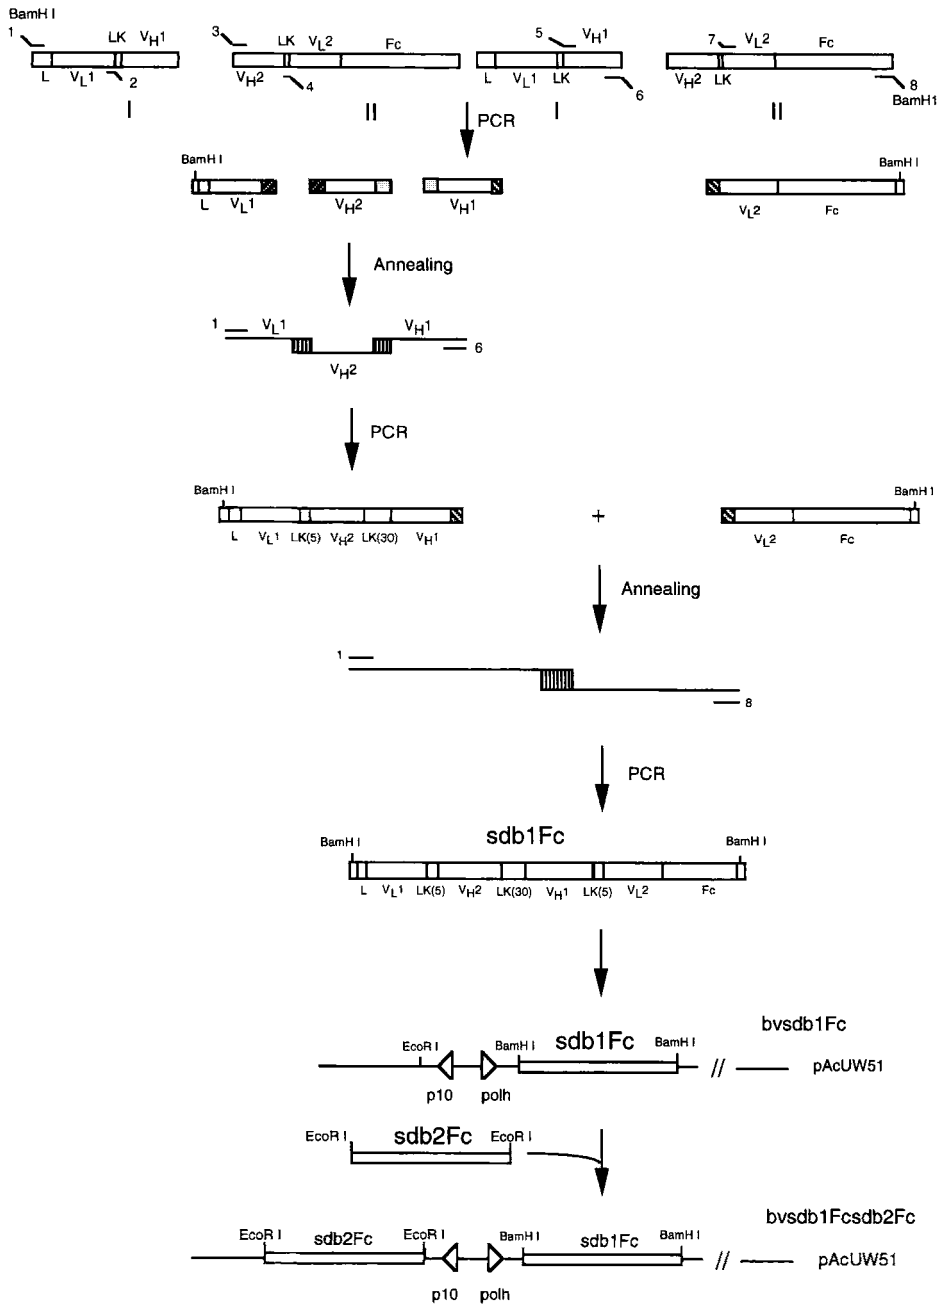 BamH I
1 LK VH1 3 LK VL2 Fc 5 VH1 7 VL2 Fc
VL1 2 VH2 4 L VL1 LK 6 VH2 LK 8
BamH1
I II I II
PCR
BamH I BamH I
L VL1 VH2 VH1 VL2 Fc
Annealing
1 VL1 VH1
VH2 6
PCR
BamH I BamH 1
+
L VL1 LK(5) VH2 LK(30) VH1 VL2 Fc
Annealing
1
8
PCR
sdb1Fc
BamH I BamH I
L VL1 LK(5) VH2 LK(30) VH1 LK(5) VL2 Fc
bvsdb1Fc
EcoR I BamH I sdb1Fc BamH I
// pAcUW51
p10 polh
EcoR I sdb2Fc EcoR I
bvsdb1Fcsdb2Fc
EcoR I sdb2Fc EcoR I BamH I sdb1Fc BamH I
// pAcUW51
p10 polh